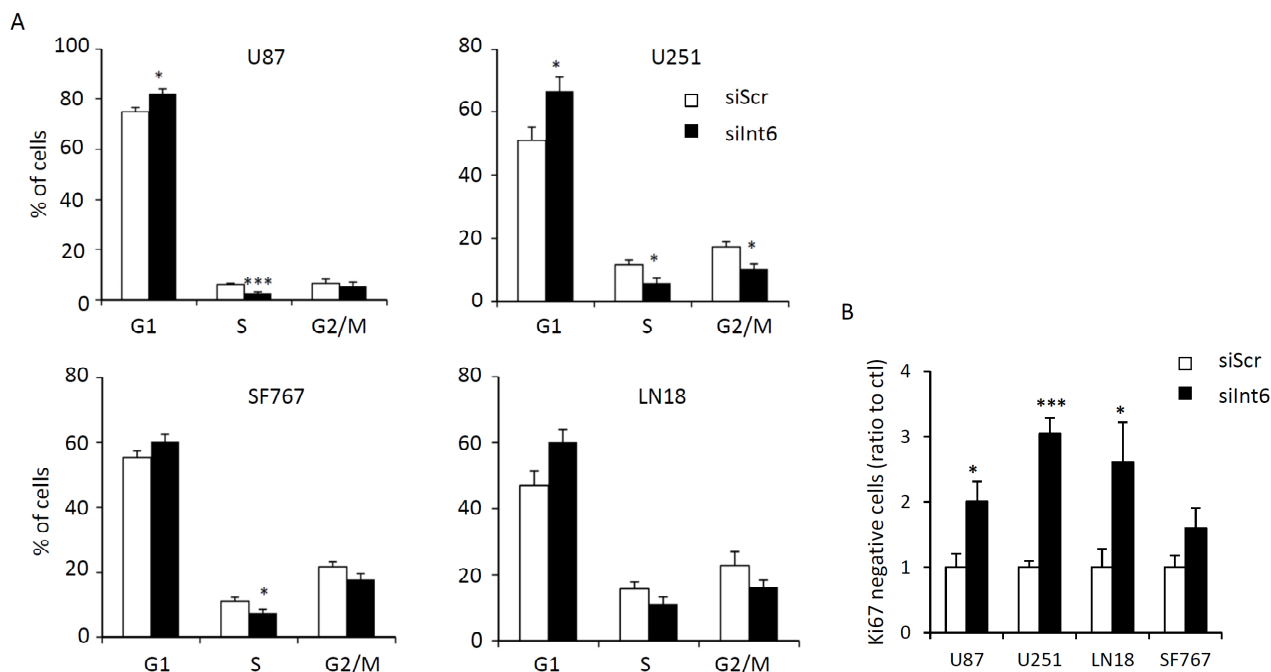 A
U87
% of cells
100
80
60
40
20
0
*
***
G1 S G2/M
U251
80
60
40
20
0
*
*
*
siScr
siInt6
G1 S G2/M
SF767
% of cells
80
60
40
20
0
*
G1 S G2/M
LN18
80
60
40
20
0
G1 S G2/M
B
siScr
siInt6
Ki67 negative cells (ratio to ctl)
4
3
2
1
0
*
***
*
U87 U251 LN18 SF767